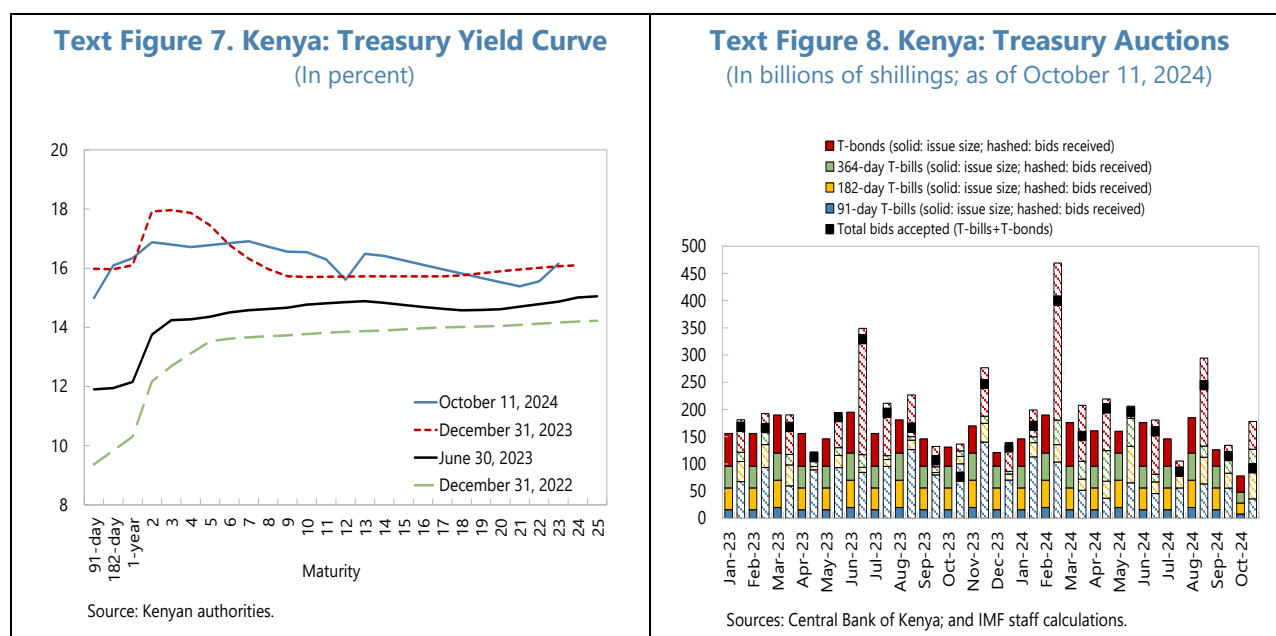 Text Figure 7. Kenya: Treasury Yield Curve
(In percent)
20
18
16
14
12
10
8
91-day
182-day
1-year
2
3
4
5
6
7
8
9
10
11
12
13
14
15
16
17
18
19
20
21
22
23
24
25
October 11, 2024
December 31, 2023
June 30, 2023
December 31, 2022
Maturity
Source: Kenyan authorities.
Text Figure 8. Kenya: Treasury Auctions
(In billions of shillings; as of October 11, 2024)
T-bonds (solid: issue size; hashed: bids received)
364-day T-bills (solid: issue size; hashed: bids received)
182-day T-bills (solid: issue size; hashed: bids received)
91-day T-bills (solid: issue size; hashed: bids received)
Total bids accepted (T-bills+T-bonds)
500
450
400
350
300
250
200
150
100
50
0
Jan-23
Feb-23
Mar-23
Apr-23
May-23
Jun-23
Jul-23
Aug-23
Sep-23
Oct-23
Nov-23
Dec-23
Jan-24
Feb-24
Mar-24
Apr-24
May-24
Jun-24
Jul-24
Aug-24
Sep-24
Oct-24
Sources: Central Bank of Kenya; and IMF staff calculations.